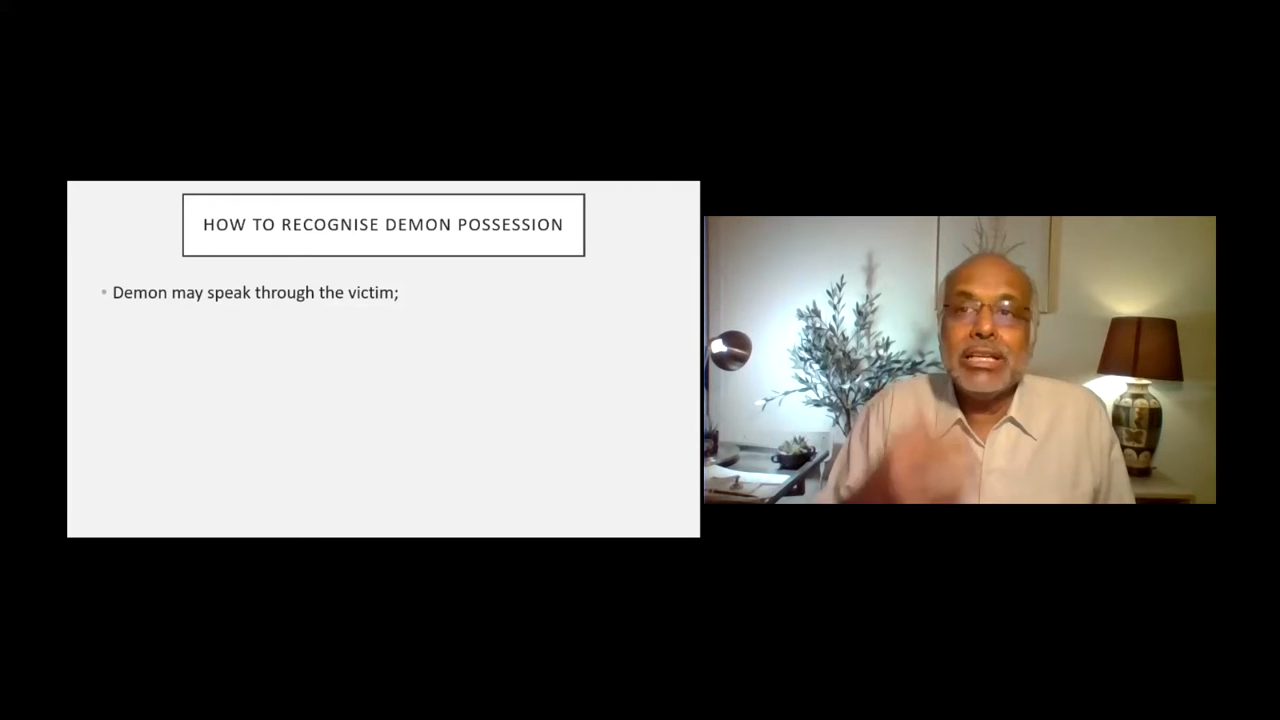 HOW TO RECOGNISE DEMON POSSESSION
Demon may speak through the victim;